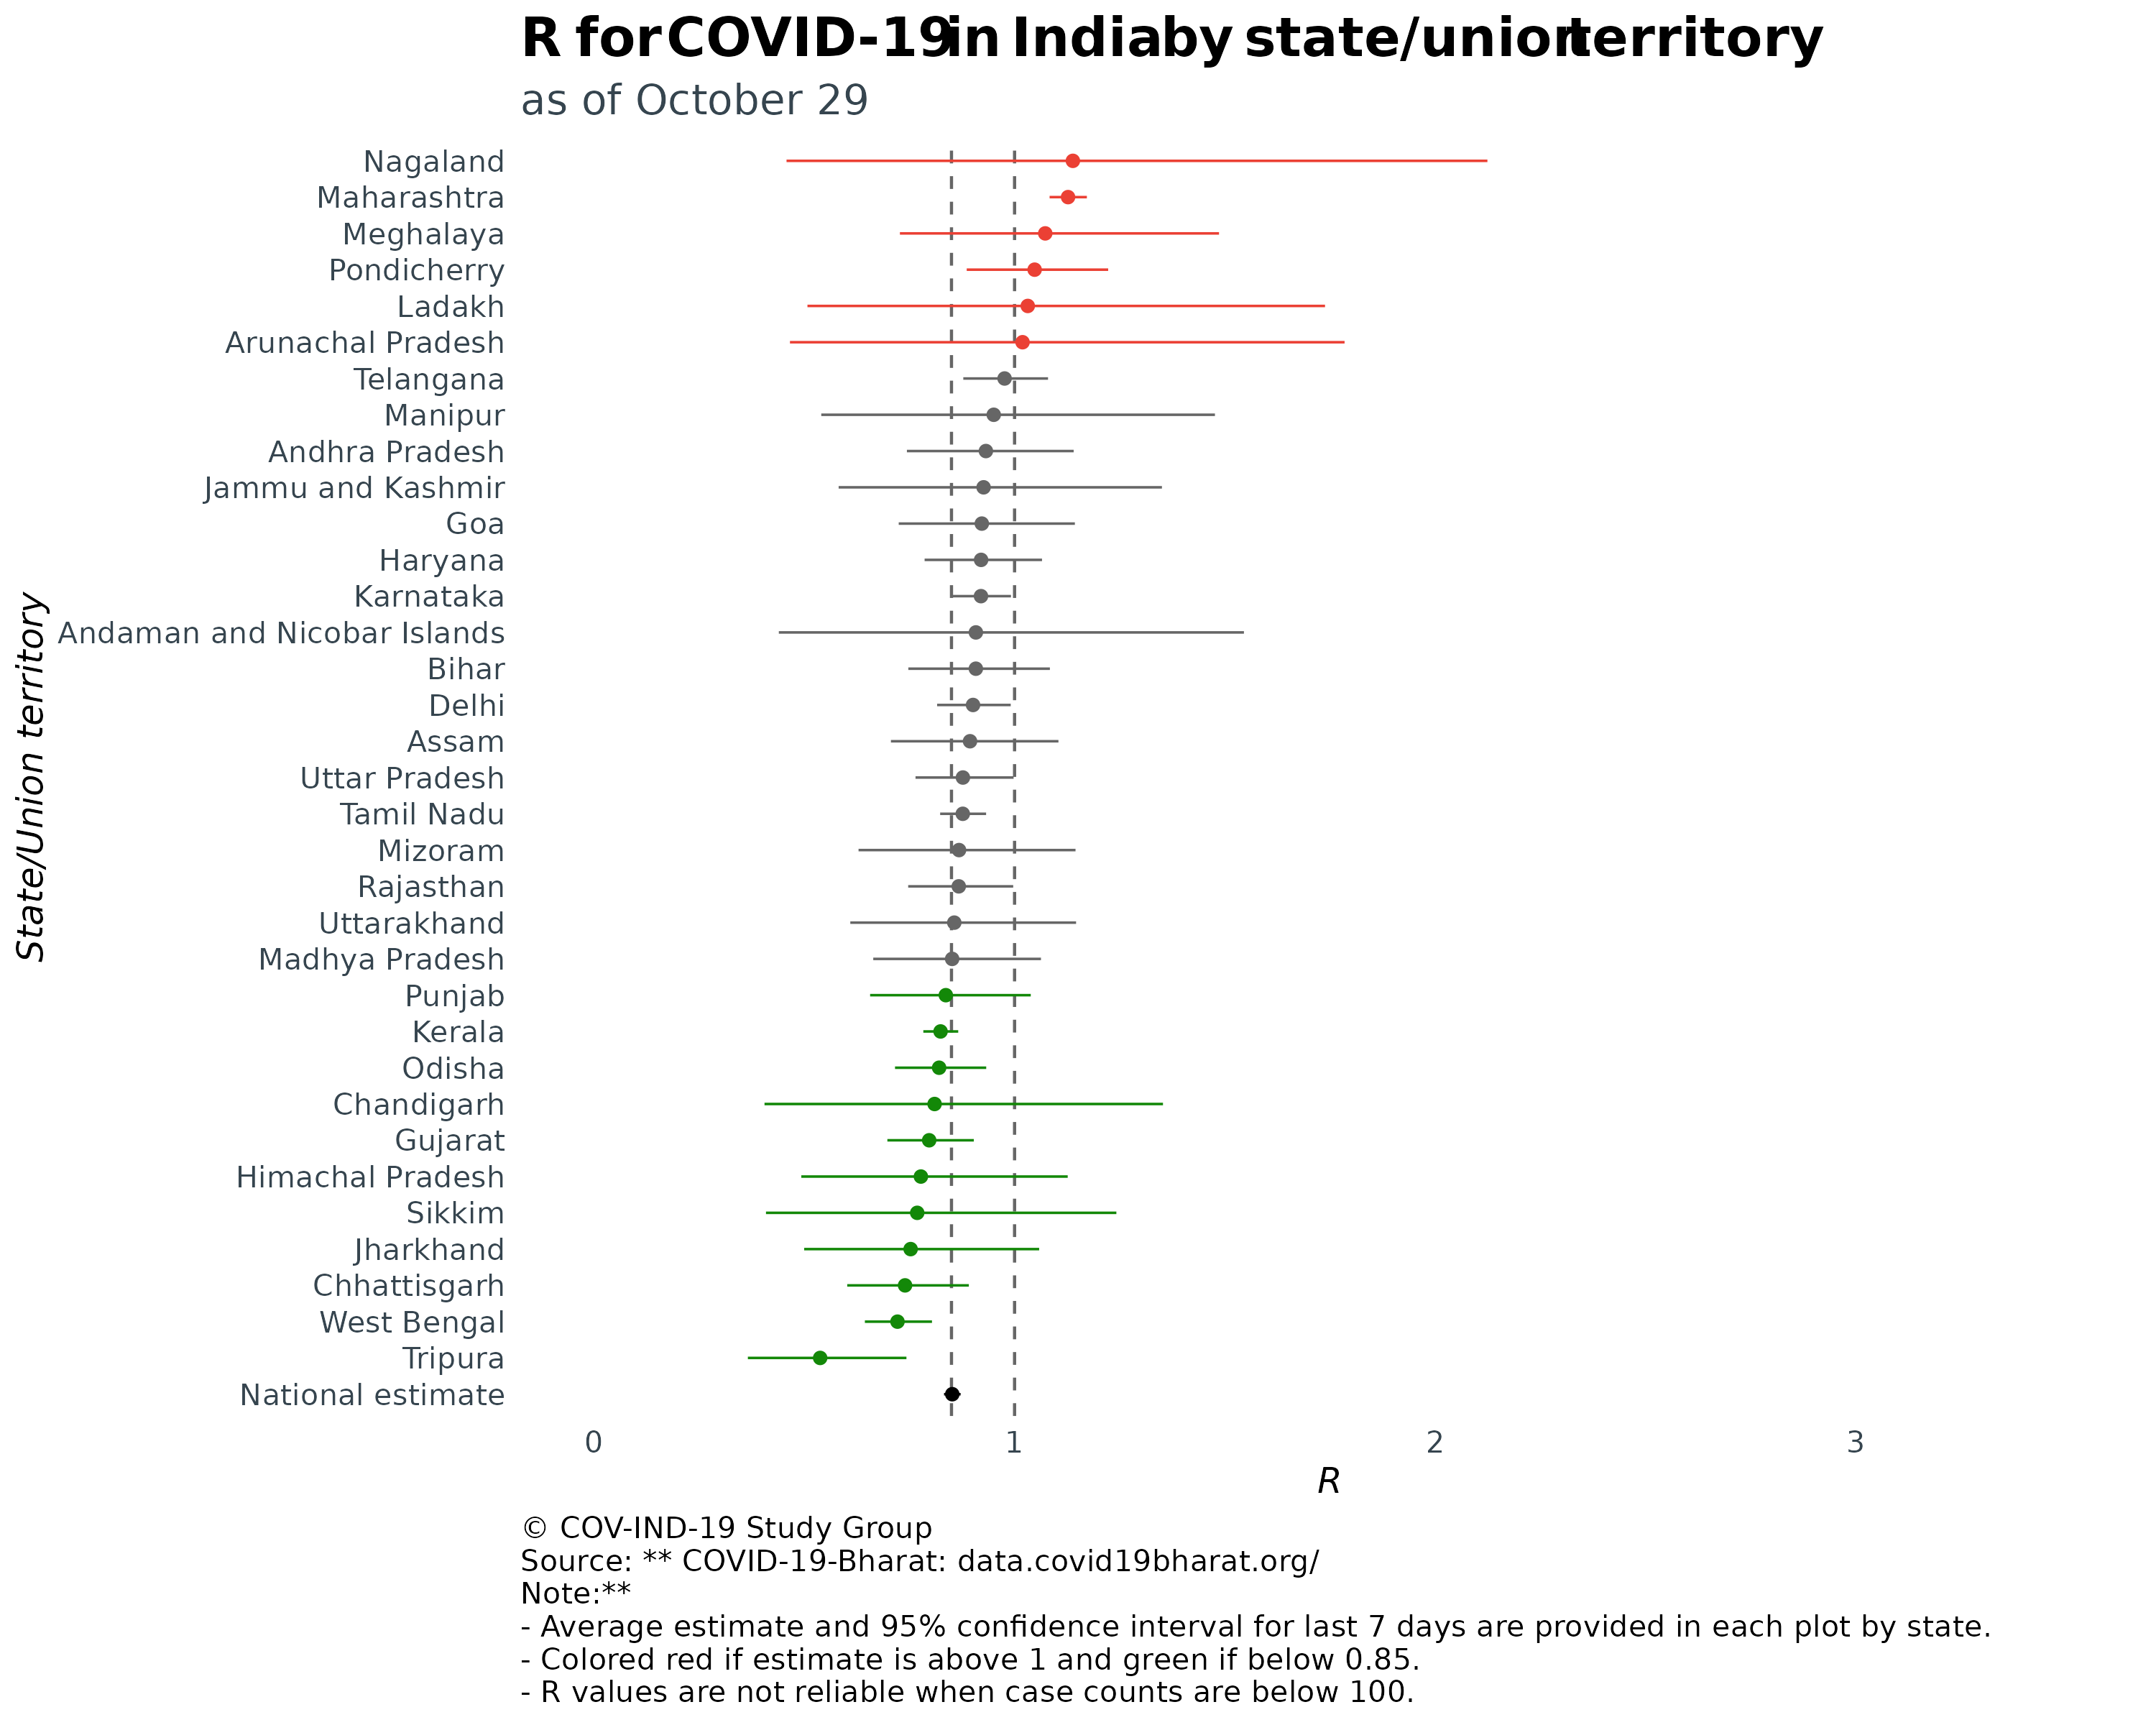 R for COVID-19 in India by state/union territory
as of October 29
Nagaland
Maharashtra
Meghalaya
Pondicherry
Ladakh
Arunachal Pradesh
Telangana
Manipur
Andhra Pradesh
Jammu and Kashmir
Goa
Haryana
Karnataka
Andaman and Nicobar Islands
Bihar
Delhi
Assam
Uttar Pradesh
Tamil Nadu
Mizoram
Rajasthan
Uttarakhand
Madhya Pradesh
Punjab
Kerala
Odisha
Chandigarh
Gujarat
Himachal Pradesh
Sikkim
Jharkhand
Chhattisgarh
West Bengal
Tripura
National estimate
State/Union territory
0 1 2 3
R
© COV-IND-19 Study Group
Source: ** COVID-19-Bharat: data.covid19bharat.org/
Note:**
- Average estimate and 95% confidence interval for last 7 days are provided in each plot by state.
- Colored red if estimate is above 1 and green if below 0.85.
- R values are not reliable when case counts are below 100.